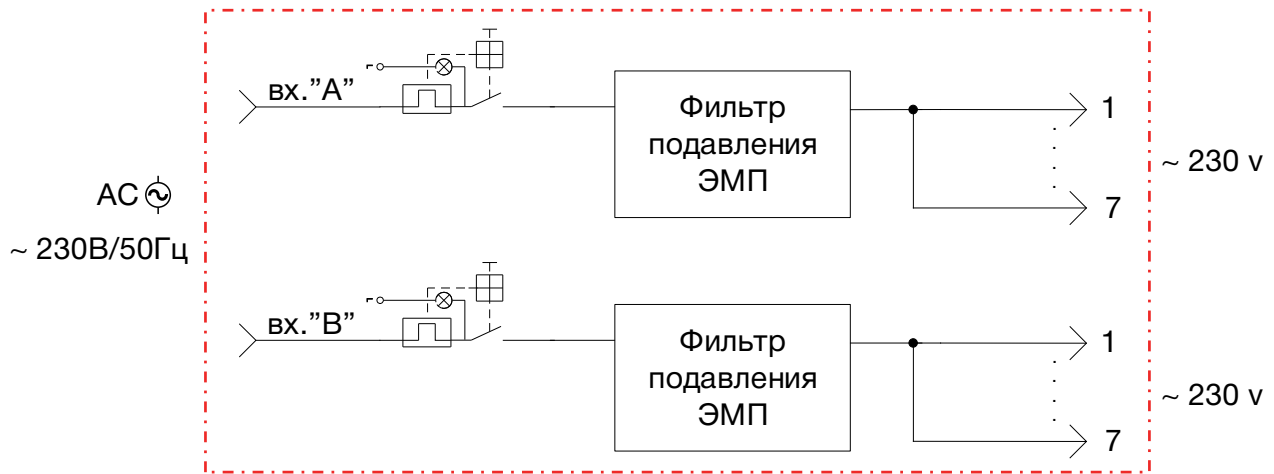 AC
~ 230В/50Гц
вх."А"
Фильтр
подавления
ЭМП
1
7
~ 230 v
вх."В"
Фильтр
подавления
ЭМП
1
7
~ 230 v